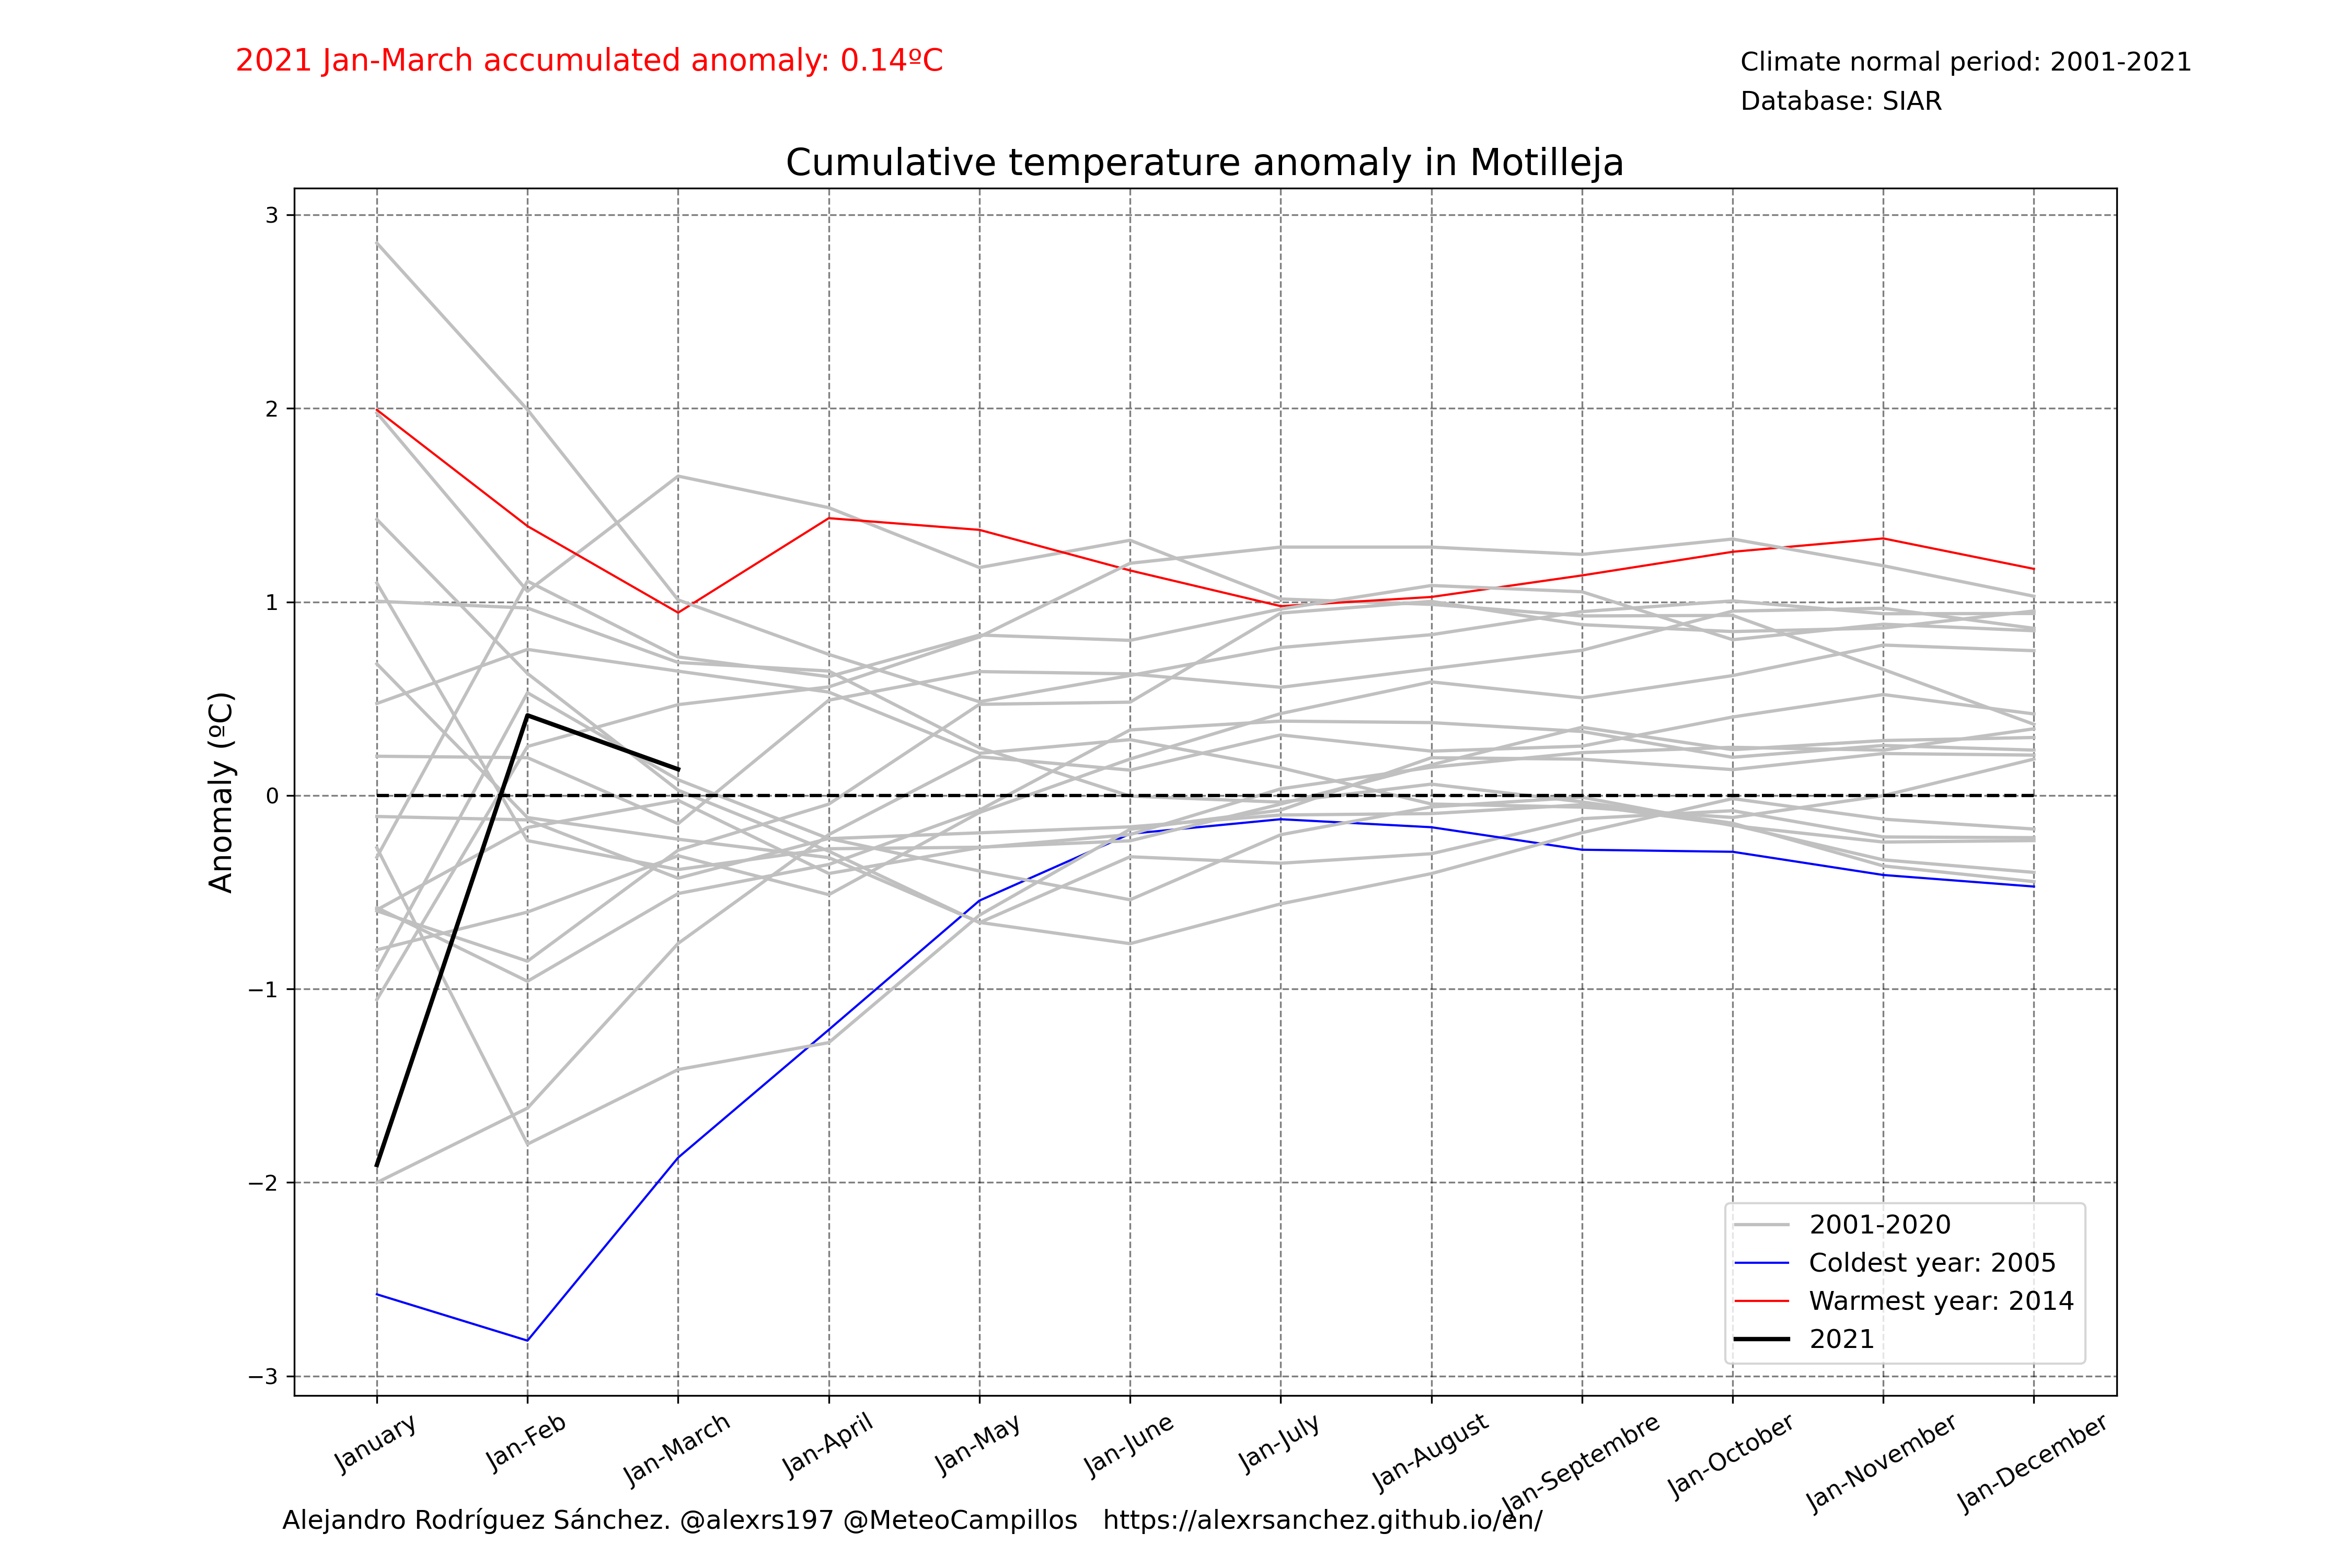 2021 Jan-March accumulated anomaly: 0.14ºC
Climate normal period: 2001-2021
Database: SIAR
Cumulative temperature anomaly in Motilleja
Anomaly (ºC)
3
2
1
0
−1
−2
−3
2001-2020
Coldest year: 2005
Warmest year: 2014
2021
January
Jan-Feb
Jan-March
Jan-April
Jan-May
Jan-June
Jan-July
Jan-August
Jan-Septembre
Jan-October
Jan-November
Jan-December
Alejandro Rodríguez Sánchez. @alexrs197 @MeteoCampillos https://alexrsanchez.github.io/en/